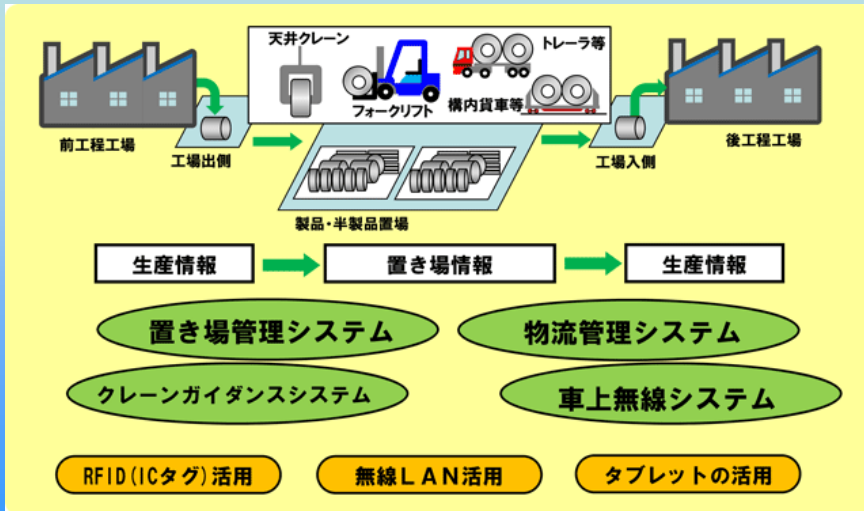 天井クレーン
フォークリフト
トレーラ等
構内貨車等
前工程工場
工場出側
製品・半製品置場
工場入側
後工程工場
生産情報
置き場情報
生産情報
置き場管理システム
物流管理システム
クレーンガイダンスシステム
車上無線システム
RFID(ICタグ)活用
無線LAN活用
タブレットの活用